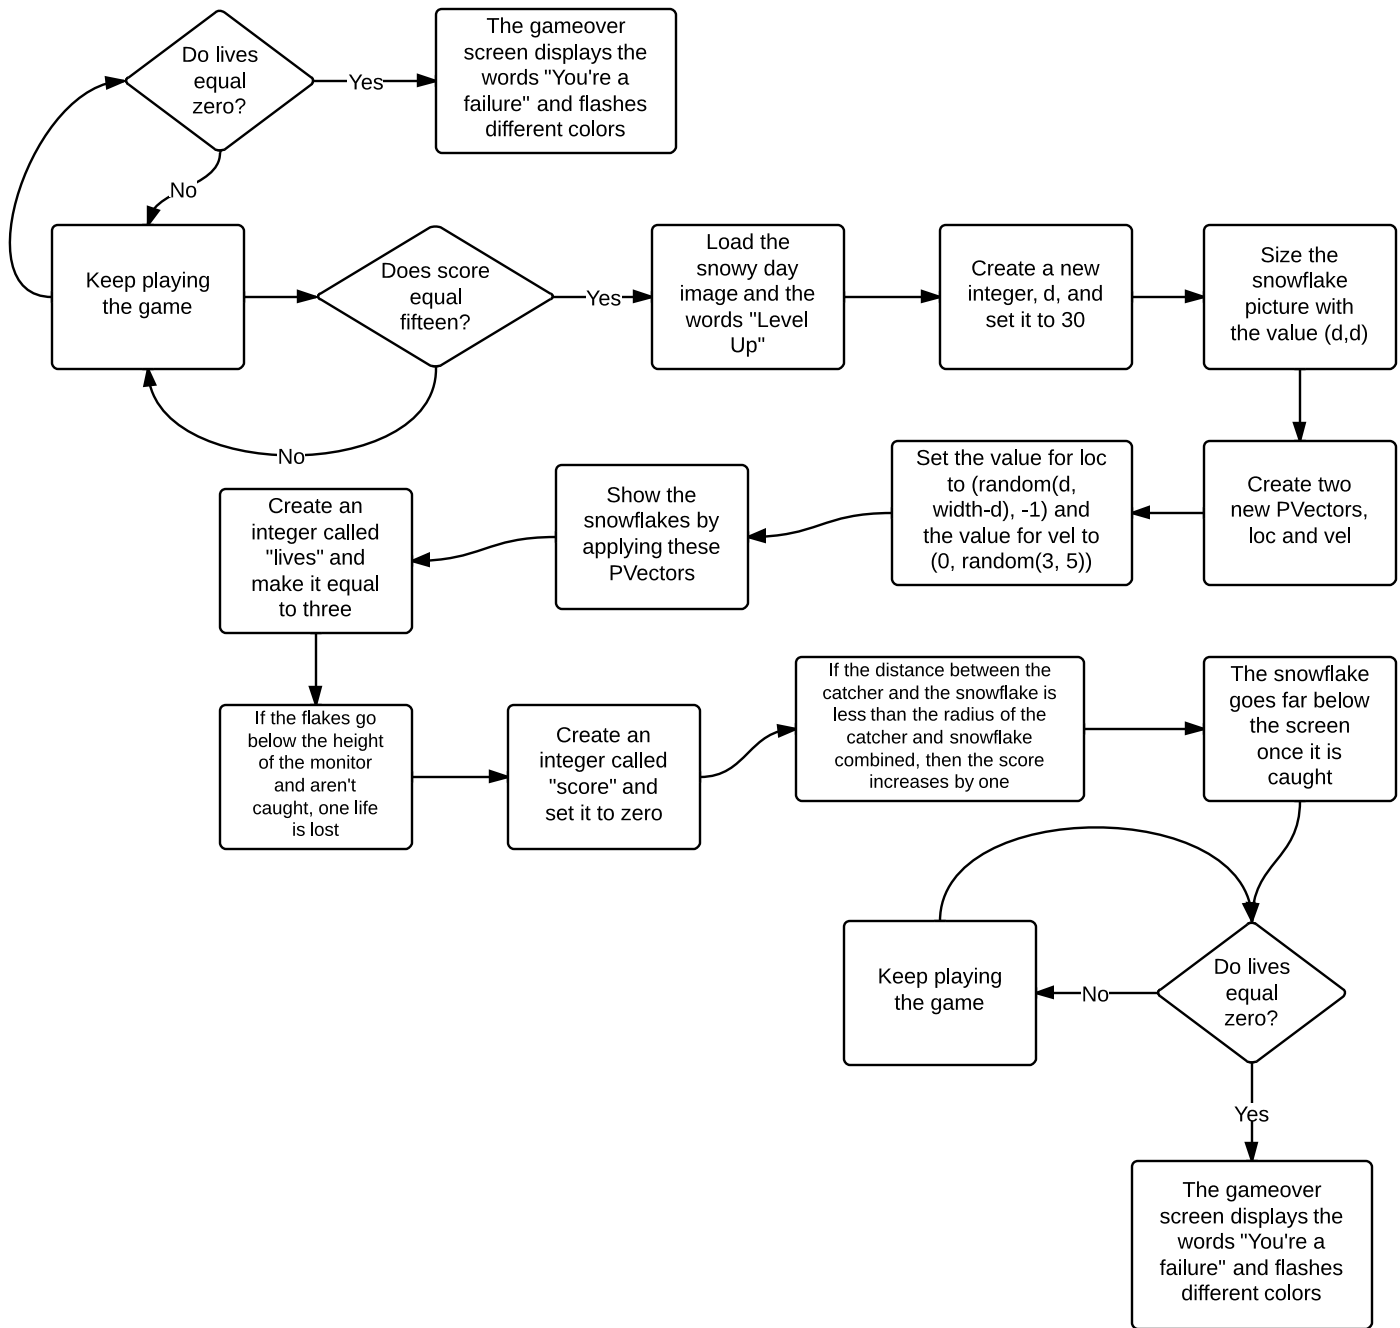 Do lives
equal
zero?
Yes
The gameover
screen displays the
words "You're a
failure" and flashes
different colors
No
Keep playing
the game
Does score
equal
fifteen?
Yes
Load the
snowy day
image and the
words "Level
Up"
Create a new
integer, d, and
set it to 30
Size the
snowflake
picture with
the value (d,d)
No
Create two
new PVectors,
loc and vel
Set the value for loc
to (random(d,
width-d), -1) and
the value for vel to
(0, random(3, 5))
Show the
snowflakes by
applying these
PVectors
Create an
integer called
"lives" and
make it equal
to three
If the flakes go
below the height
of the monitor
and aren't
caught, one life
is lost
Create an
integer called
"score" and
set it to zero
If the distance between the
catcher and the snowflake is
less than the radius of the
catcher and snowflake
combined, then the score
increases by one
The snowflake
goes far below
the screen
once it is
caught
Do lives
equal
zero?
No
Keep playing
the game
Yes
The gameover
screen displays the
words "You're a
failure" and flashes
different colors